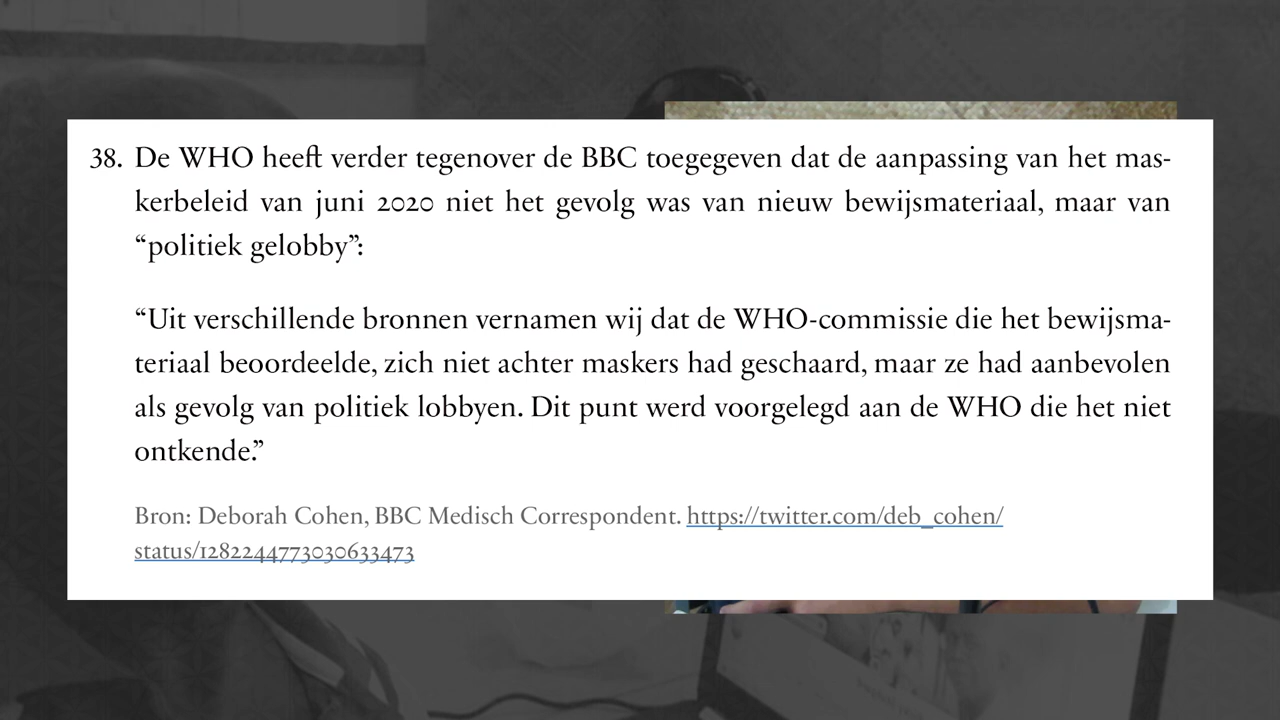 38. De WHO heeft verder tegenover de BBC toegegeven dat de aanpassing van het mas-
kerbeleid van juni 2020 niet het gevolg was van nieuw bewijsmateriaal, maar van
“politiek gelobby”:
“Uit verschillende bronnen vernamen wij dat de WHO-commissie die het bewijsma-
teriaal beoordeelde, zich niet achter maskers had geschaard, maar ze had aanbevolen
als gevolg van politiek lobbyen. Dit punt werd voorgelegd aan de WHO die het niet
ontkende.”
Bron: Deborah Cohen, BBC Medisch Correspondent. https://twitter.com/deb_cohen/
status/1282244773030633473